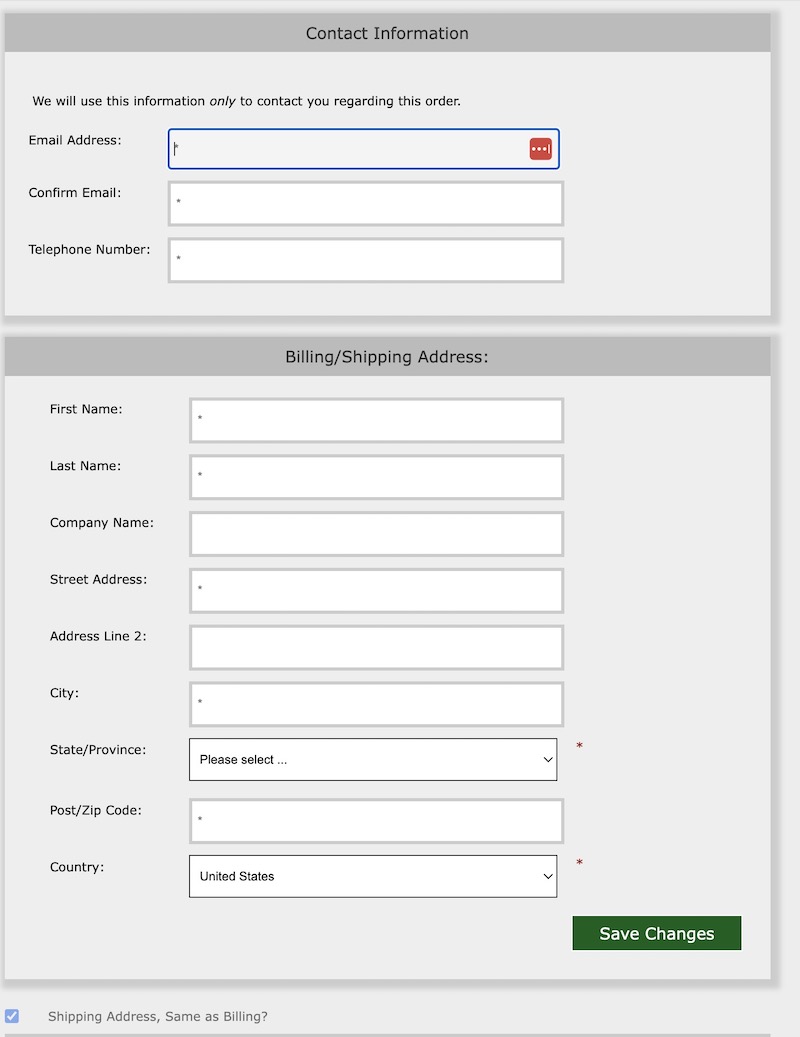 Contact Information
We will use this information only to contact you regarding this order.
Email Address: *
Confirm Email: *
Telephone Number: *
Billing/Shipping Address:
First Name: *
Last Name: *
Company Name:
Street Address: *
Address Line 2:
City: *
State/Province: Please select ... *
Post/Zip Code: *
Country: United States *
Save Changes
Shipping Address, Same as Billing?